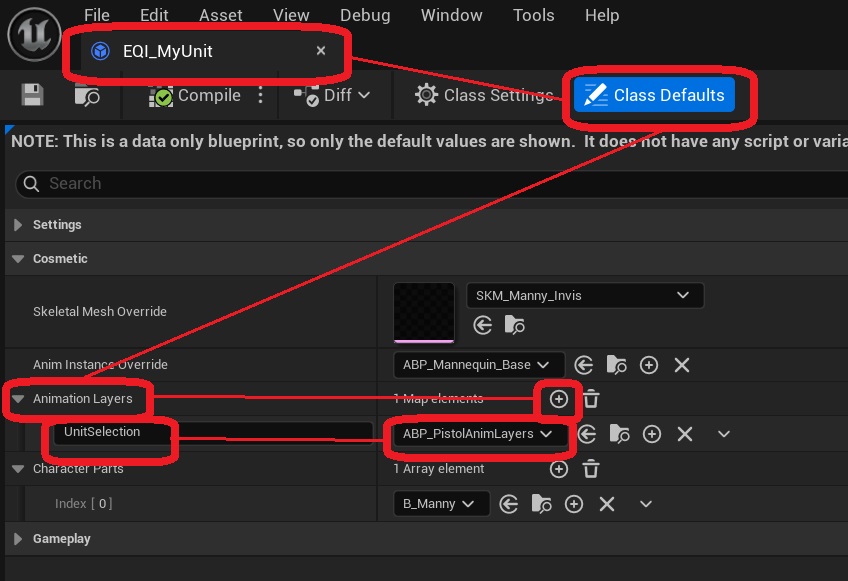 File Edit Asset View Debug Window Tools Help
EQI_MyUnit
Compile Diff Class Settings Class Defaults
NOTE: This is a data only blueprint, so only the default values are shown. It does not have any script or varia
Search
Settings
Cosmetic
Skeletal Mesh Override SKM_Manny_Invis
Anim Instance Override ABP_Mannequin_Base
Animation Layers 1 Map elements
UnitSelection ABP_PistolAnimLayers
Character Parts 1 Array element
Index [ 0 ] B_Manny
Gameplay